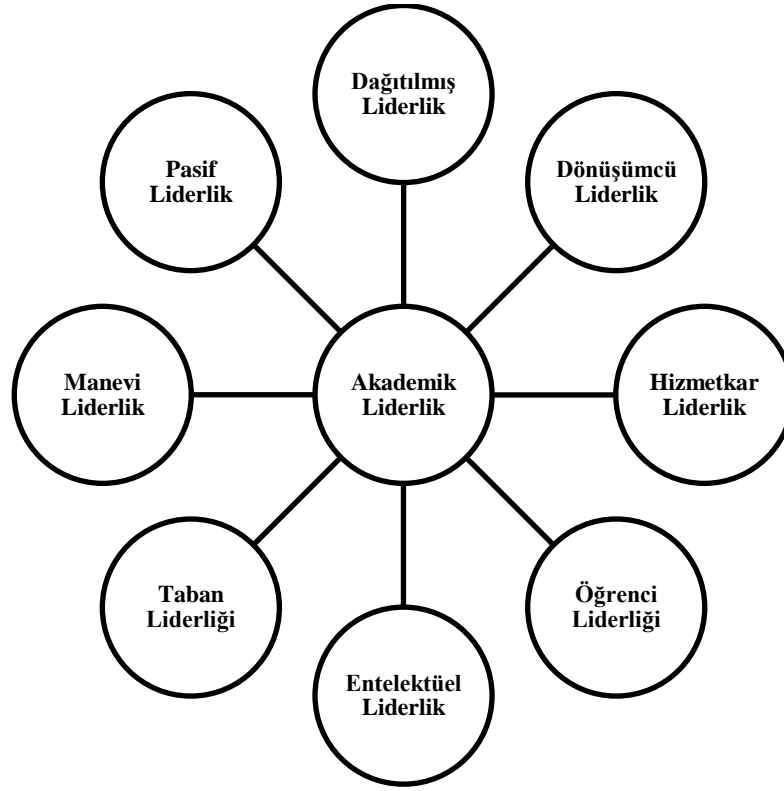 Dağıtılmış
Liderlik
Pasif
Liderlik
Dönüşümcü
Liderlik
Manevi
Liderlik
Akademik
Liderlik
Hizmetkar
Liderlik
Taban
Liderliği
Öğrenci
Liderliği
Entelektüel
Liderlik